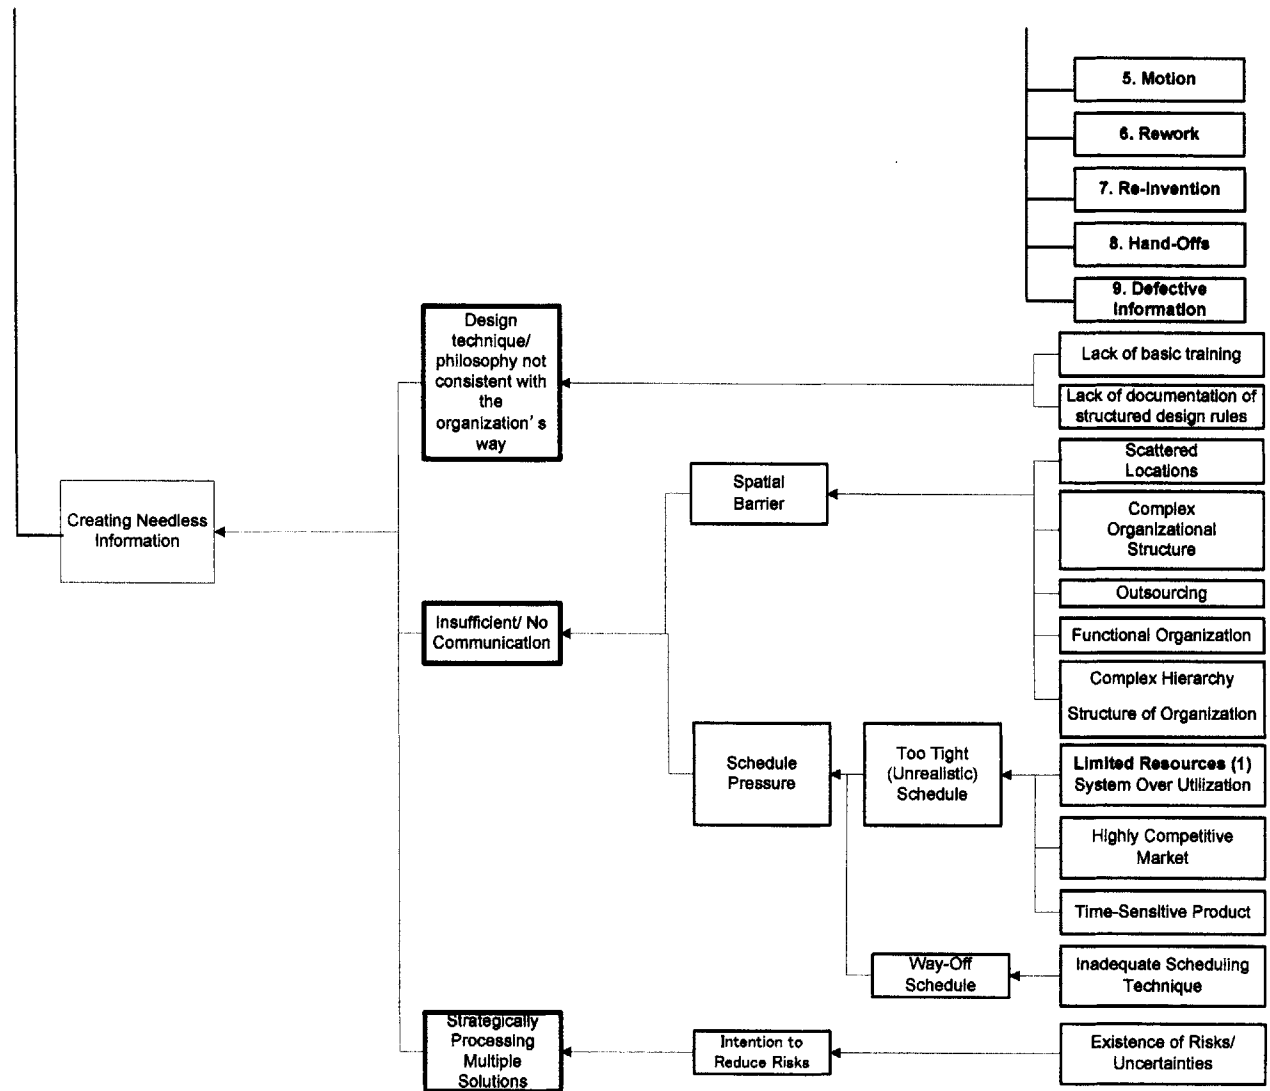 5. Motion
6. Rework
7. Re-Invention
8. Hand-Offs
9. Defective
Information
Design
technique/
philosophy not
consistent with
the
organization's
way
Lack of basic training
Lack of documentation of
structured design rules
Spatial
Barrier
Scattered
Locations
Complex
Organizational
Structure
Outsourcing
Functional Organization
Complex Hierarchy
Structure of Organization
Creating Needless
Information
Insufficient/ No
Communication
Schedule
Pressure
Too Tight
(Unrealistic)
Schedule
Limited Resources (1)
System Over Utilization
Highly Competitive
Market
Time-Sensitive Product
Way-Off
Schedule
Inadequate Scheduling
Technique
Strategically
Processing
Multiple
Solutions
Intention to
Reduce Risks
Existence of Risks/
Uncertainties